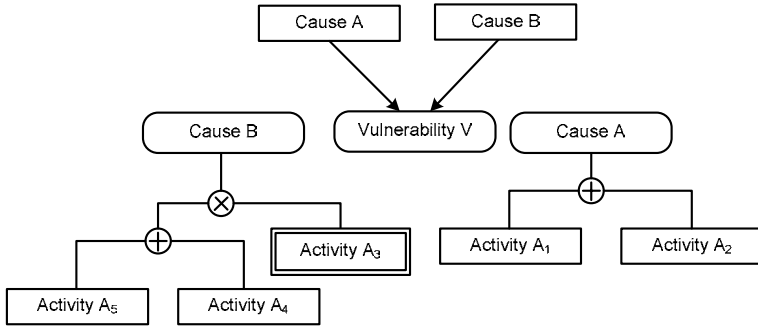 Cause A
Cause B
Vulnerability V
Cause B
Cause A
Activity A₃
Activity A₁
Activity A₂
Activity A₅
Activity A₄